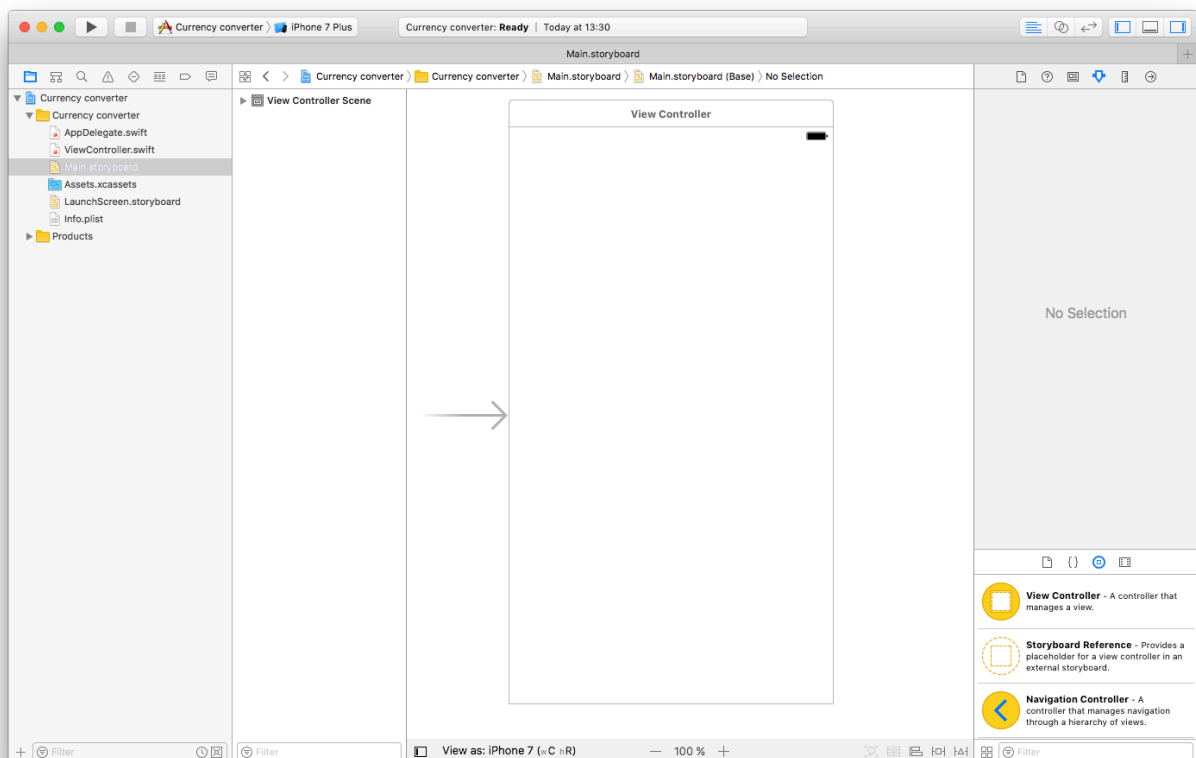 Currency converter
iPhone 7 Plus
Currency converter: Ready | Today at 13:30
Main.storyboard
Currency converter
Currency converter
Main.storyboard
Main.storyboard (Base)
No Selection
Currency converter
Currency converter
AppDelegate.swift
ViewController.swift
Main.storyboard
Assets.xcassets
LaunchScreen.storyboard
Info.plist
Products
View Controller Scene
View Controller
No Selection
View Controller - A controller that
manages a view.
Storyboard Reference - Provides a
placeholder for a view controller in an
external storyboard.
Navigation Controller - A
controller that manages navigation
through a hierarchy of views.
Filter
Filter
View as: iPhone 7 (wC hR)
100 %
Filter